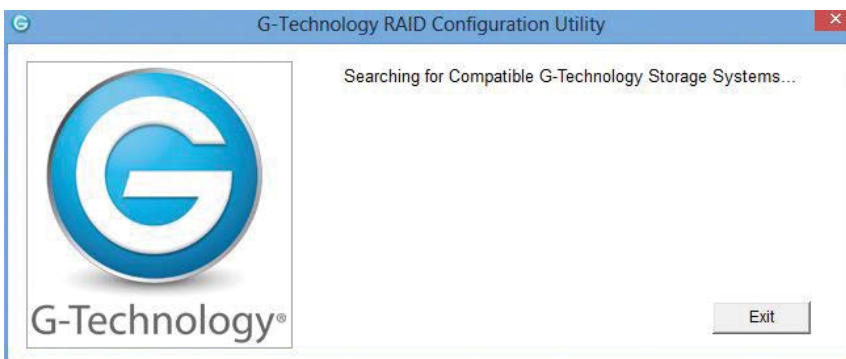 G-Technology RAID Configuration Utility
Searching for Compatible G-Technology Storage Systems...
G-Technology®
Exit